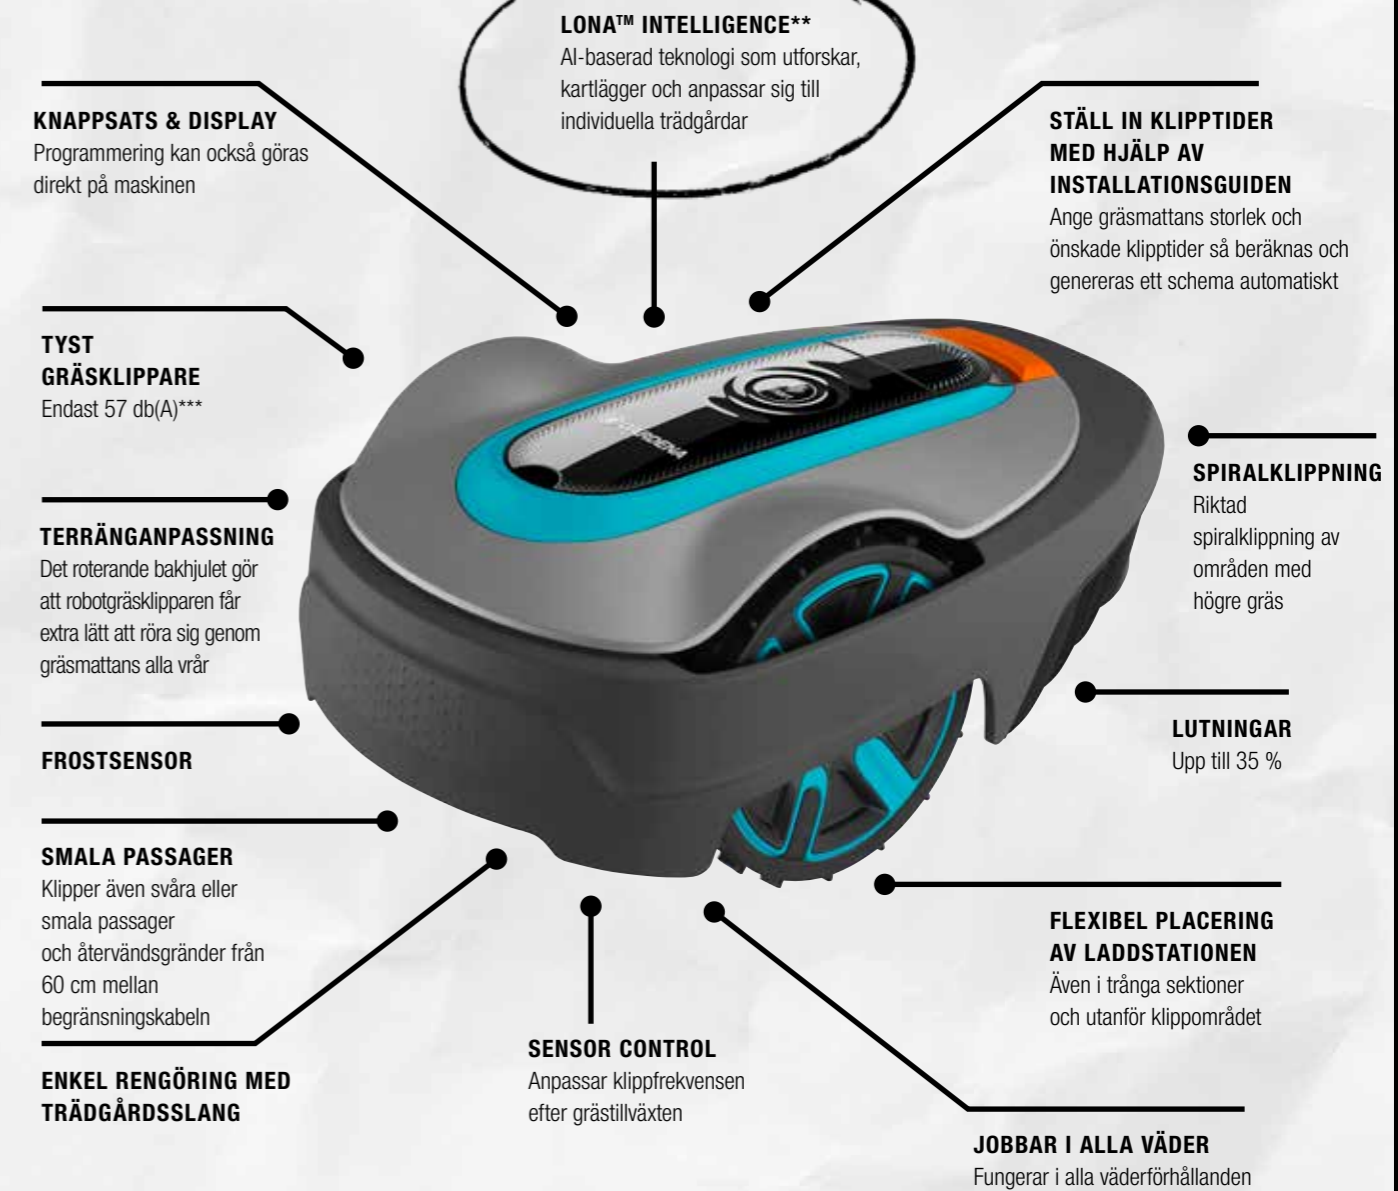 LONA™ INTELLIGENCE**
AI-baserad teknologi som utforskar,
kartlägger och anpassar sig till
individuella trädgårdar
KNAPPSATS & DISPLAY
Programmering kan också göras
direkt på maskinen
STÄLL IN KLIPPTIDER
MED HJÄLP AV
INSTALLATIONSGUIDEN
Ange gräsmattans storlek och
önskade klipptider så beräknas och
genereras ett schema automatiskt
TYST
GRÄSKLIPPARE
Endast 57 db(A)***
GARDENA
SPIRALKLIPPNING
Riktad
spiralklippning av
områden med
högre gräs
TERRÄNGANPASSNING
Det roterande bakhjulet gör
att robotgräsklipparen får
extra lätt att röra sig genom
gräsmattans alla vrår
LUTNINGAR
Upp till 35 %
FROSTSENSOR
SMALA PASSAGER
Klipper även svåra eller
smala passager
och återvändsgränder från
60 cm mellan
begränsningskabeln
FLEXIBEL PLACERING
AV LADDSTATIONEN
Även i trånga sektioner
och utanför klippområdet
ENKEL RENGÖRING MED
TRÄDGÅRDSSLANG
SENSOR CONTROL
Anpassar klippfrekvensen
efter grästillväxten
JOBBAR I ALLA VÄDER
Fungerar i alla väderförhållanden